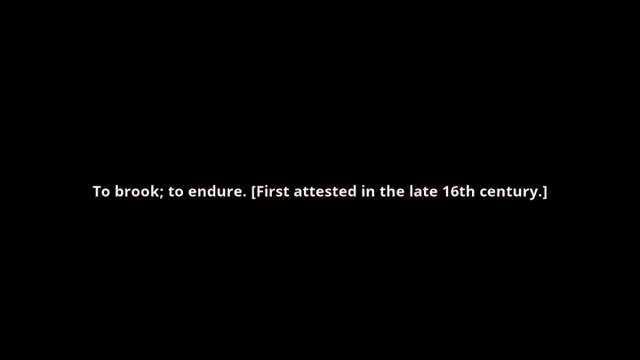 To brook; to endure. [First attested in the late 16th century.]